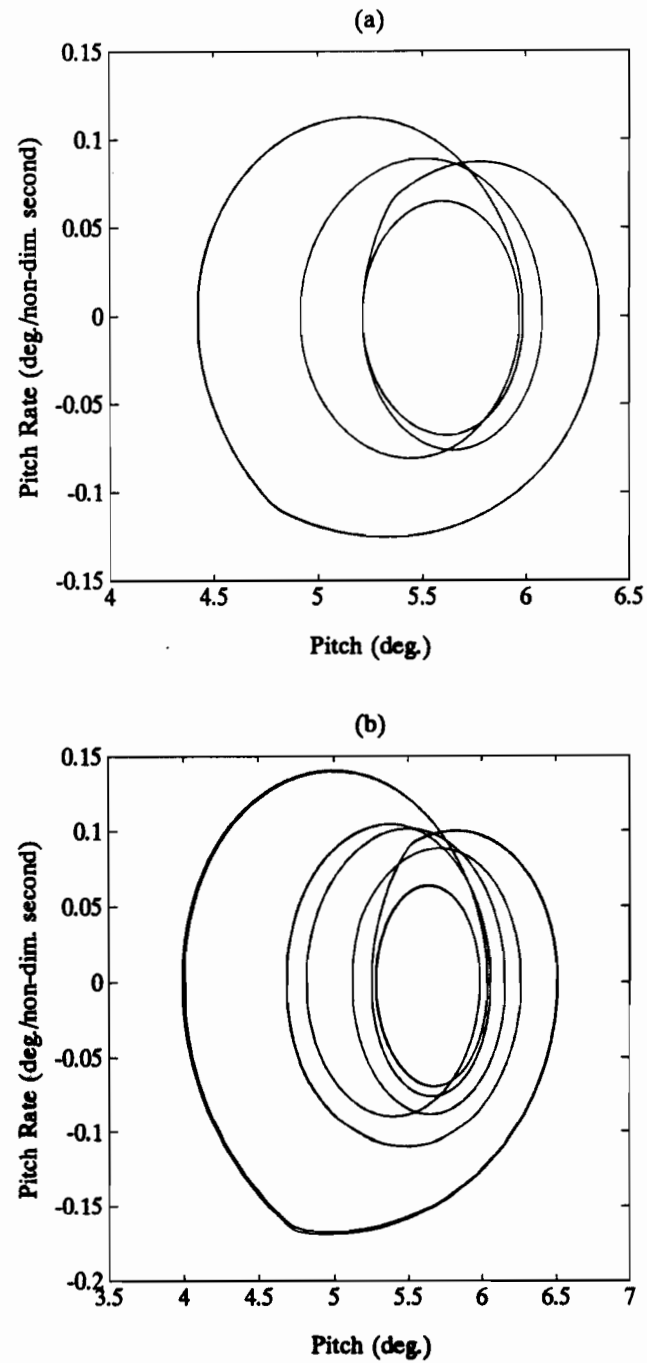 (a)
0.15
0.1
0.05
0
-0.05
-0.1
-0.15
Pitch Rate (deg./non-dim. second)
4 4.5 5 5.5 6 6.5
Pitch (deg.)
(b)
0.15
0.1
0.05
0
-0.05
-0.1
-0.15
-0.2
Pitch Rate (deg./non-dim. second)
3.5 4 4.5 5 5.5 6 6.5 7
Pitch (deg.)